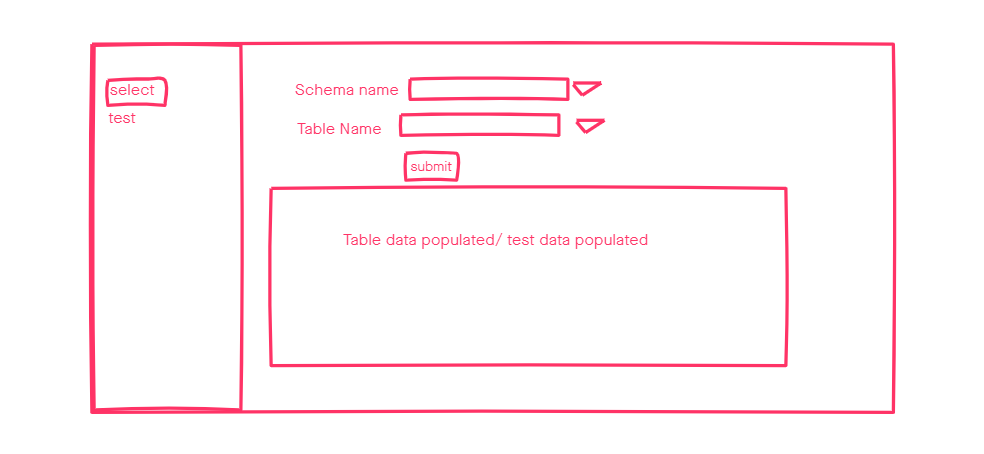 select
test
Schema name
Table Name
submit
Table data populated/ test data populated